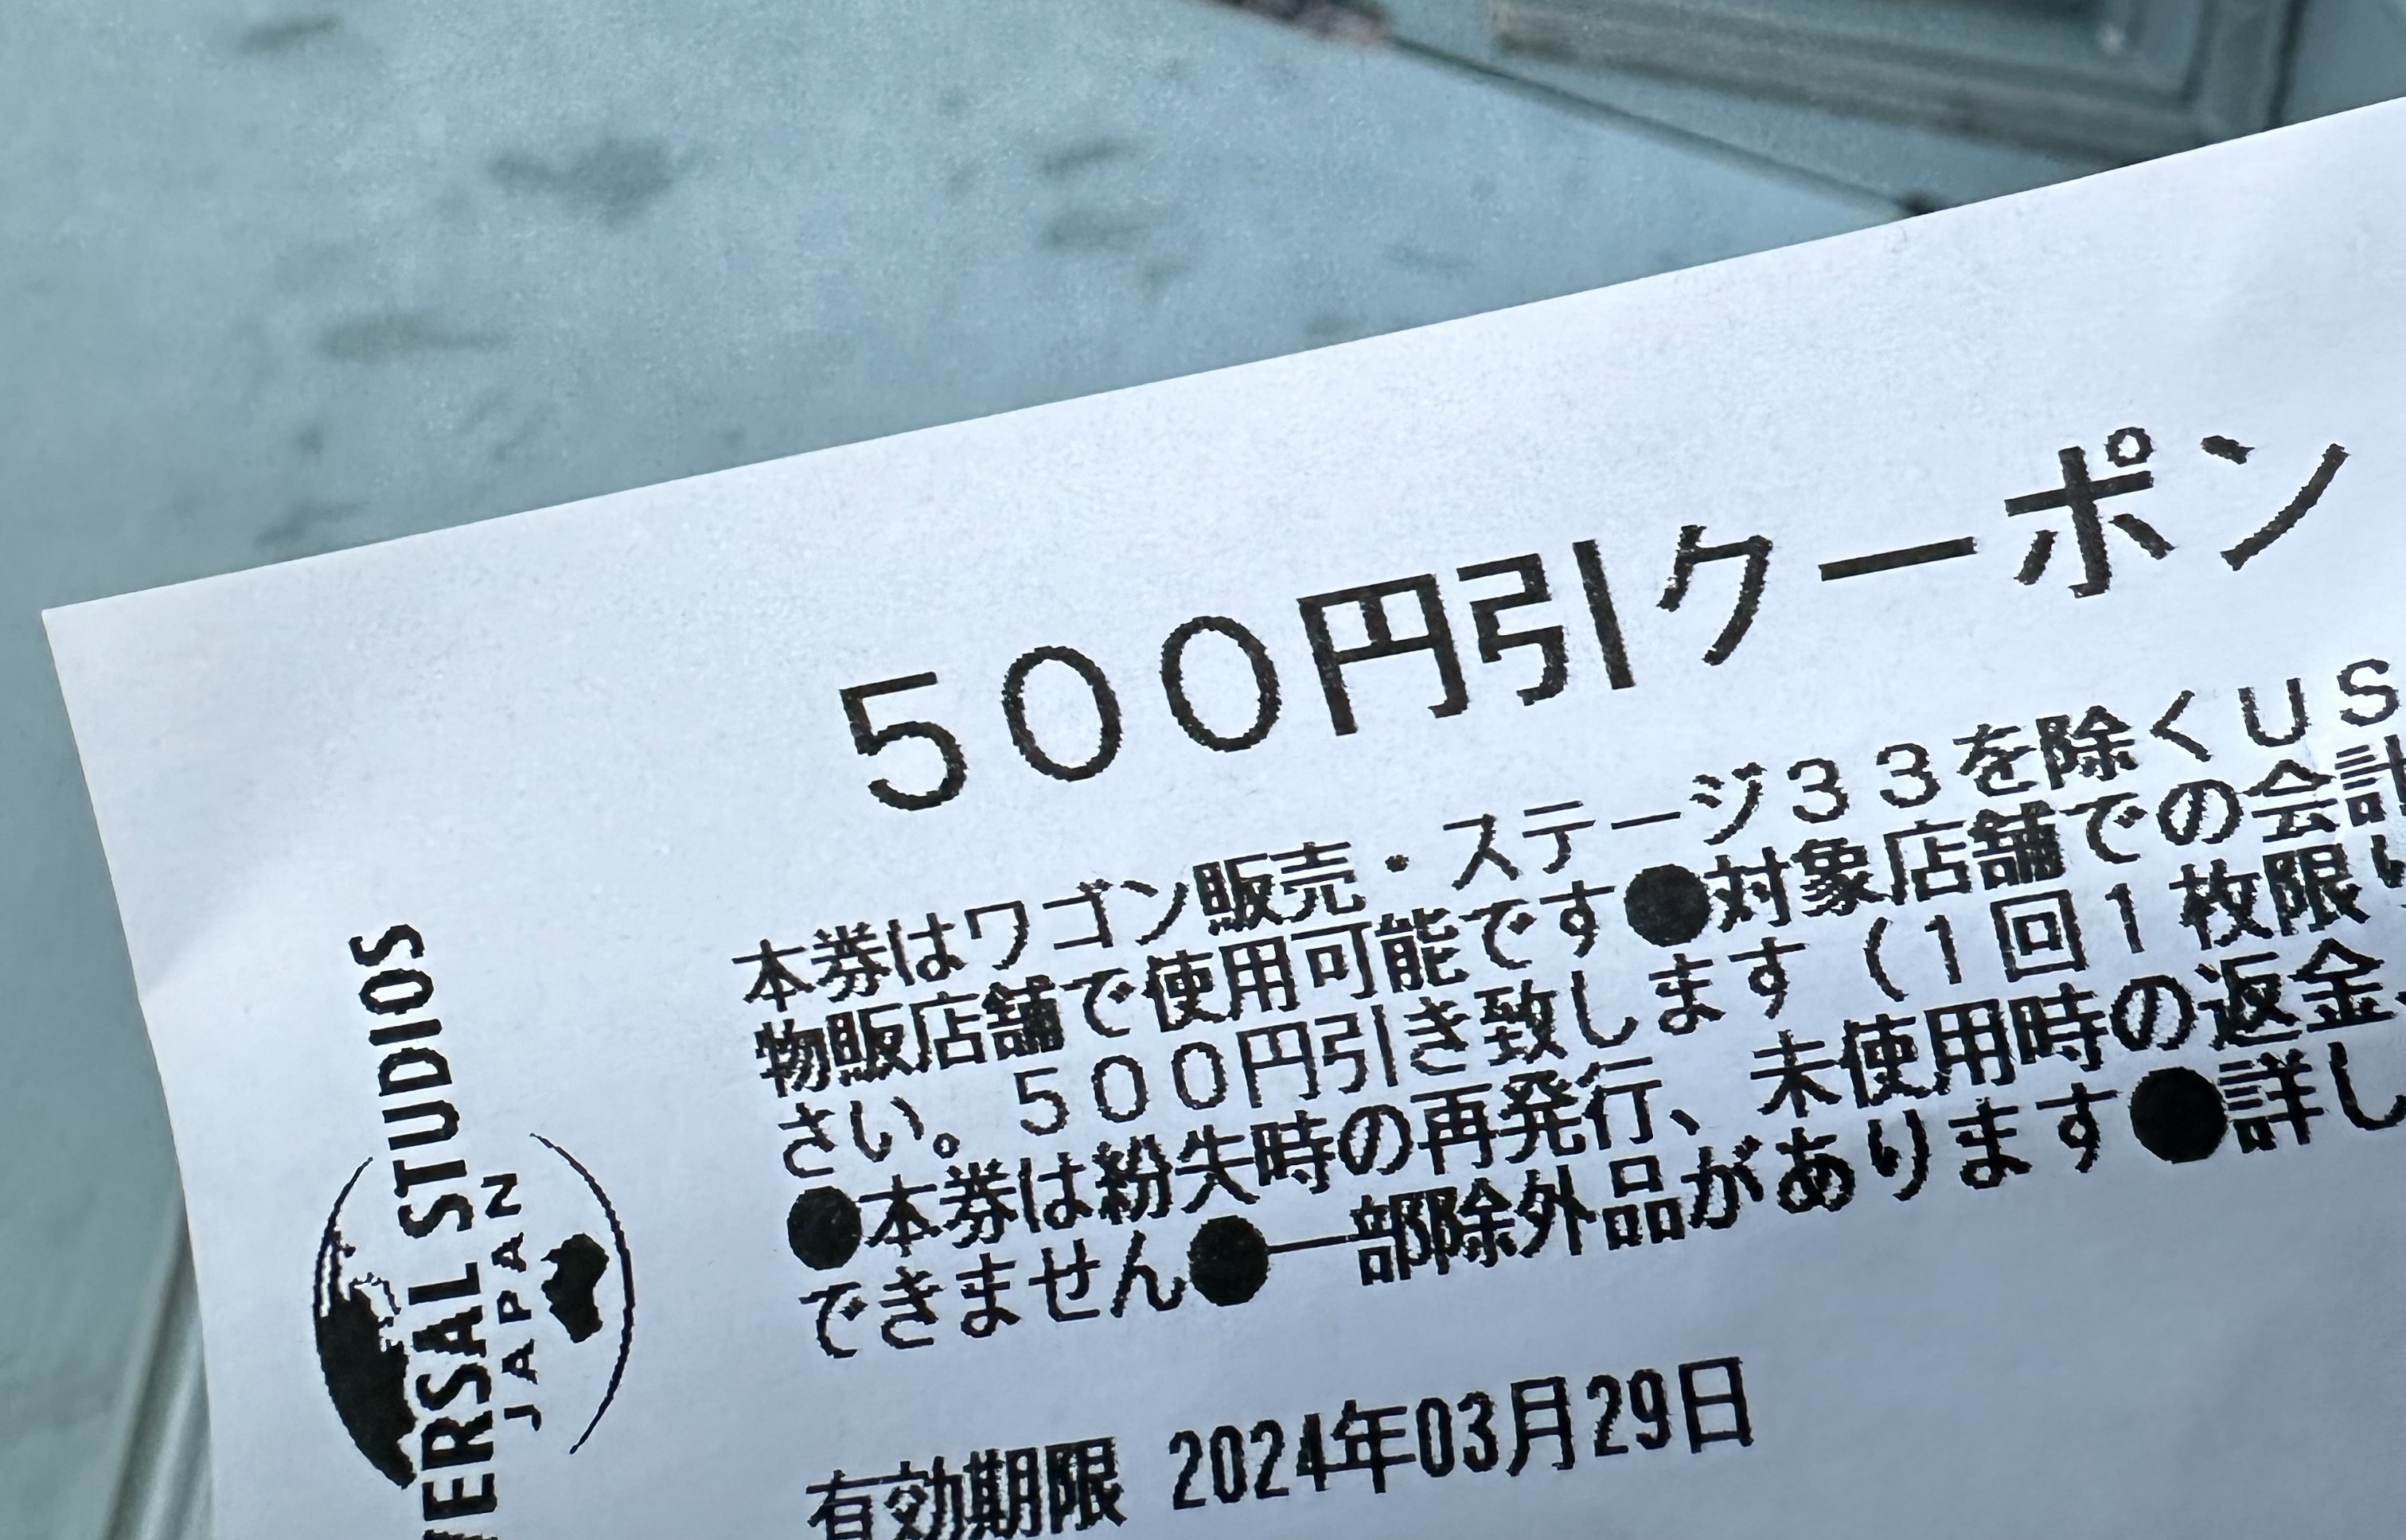 ５００円引クーポン
本券はワゴン販売・ステージ３３を除くＵＳ
物販店舗で使用可能です●対象店舗での会計
さい。５００円引き致します（１回１枚限り
●本券は紛失時の再発行、未使用時の返金
できません●一部除外品があります●詳し
有効期限 2024年03月29日
VERSAL STUDIOS
JAPAN